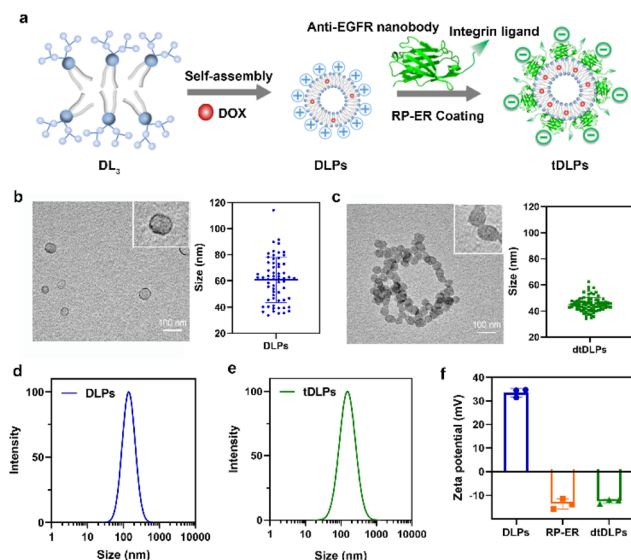 a
Anti-EGFR nanobody
Integrin ligand
Self-assembly
DOX
RP-ER Coating
DL3
DLPs
tDLPs
b
100 nm
Size (nm)
120
100
80
60
40
20
DLPs
c
100 nm
Size (nm)
120
100
80
60
40
20
dtDLPs
d
DLPs
Intensity
100
50
0
1 10 100 1000 10000
Size (nm)
e
tDLPs
Intensity
100
50
0
1 10 100 1000 10000
Size (nm)
f
Zeta potential (mV)
40
30
20
10
0
-10
DLPs RP-ER dtDLPs